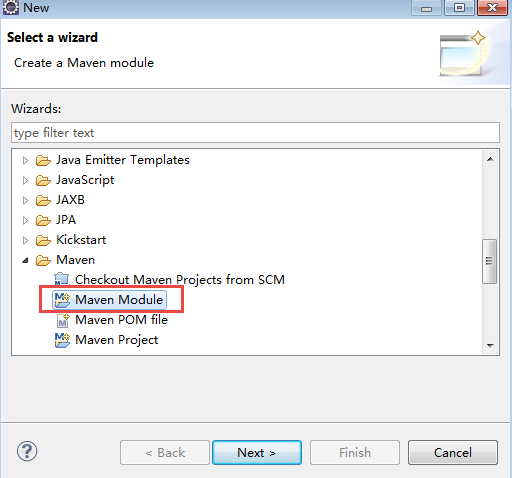 New
Select a wizard
Create a Maven module
Wizards:
type filter text
Java Emitter Templates
JavaScript
JAXB
JPA
Kickstart
Maven
Checkout Maven Projects from SCM
Maven Module
Maven POM file
Maven Project
?
< Back
Next >
Finish
Cancel